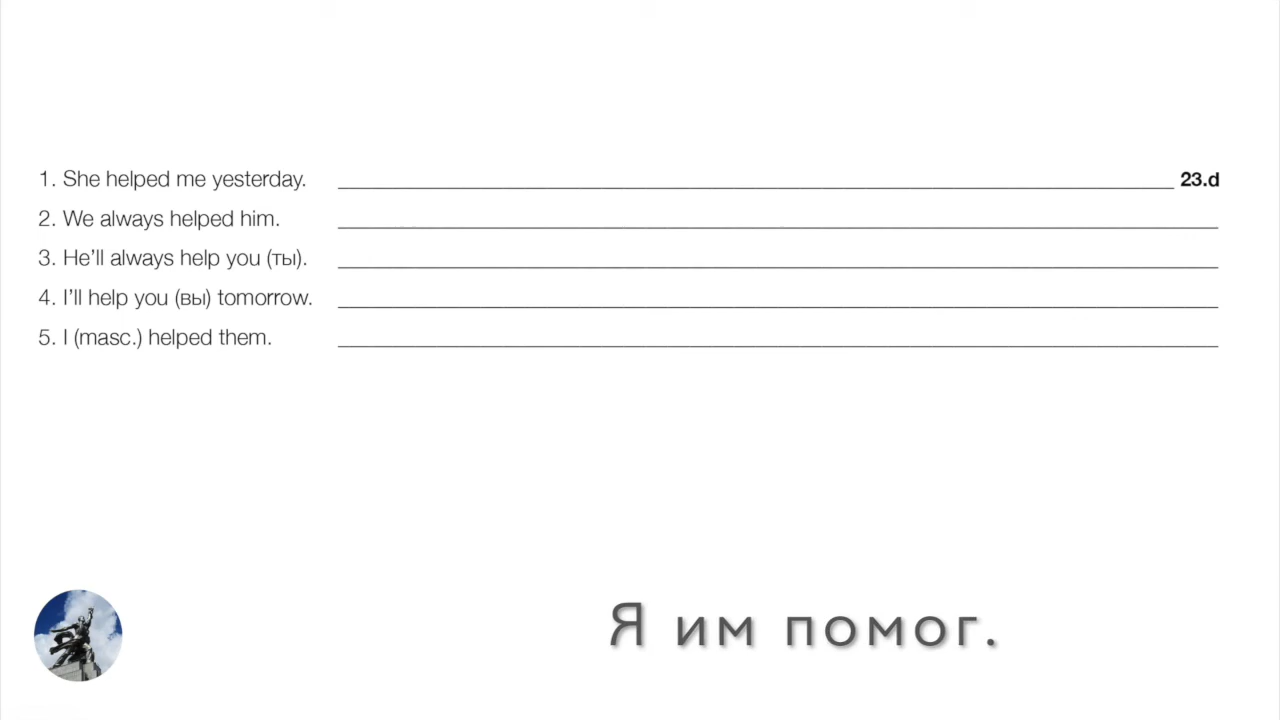 1. She helped me yesterday. 23.d
2. We always helped him.
3. He’ll always help you (ты).
4. I’ll help you (вы) tomorrow.
5. I (masc.) helped them.
Я им помог.